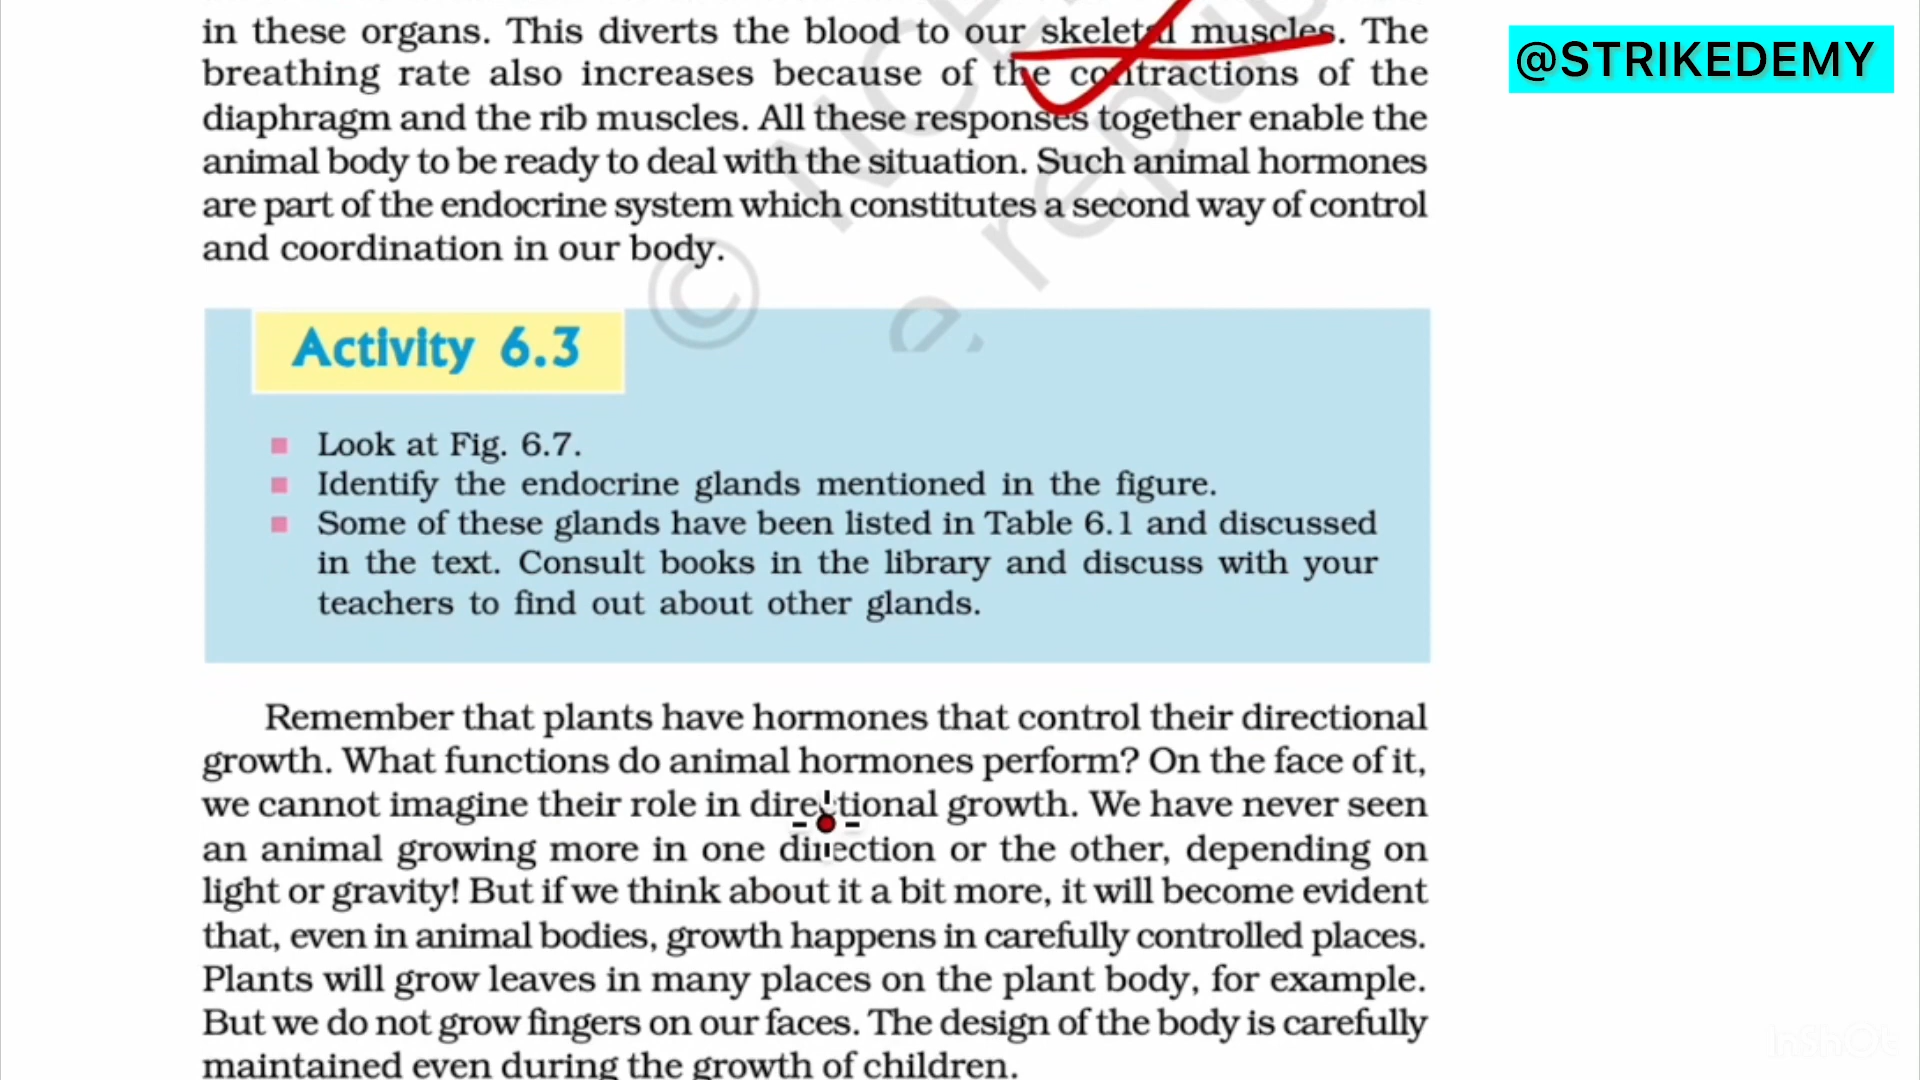 in these organs. This diverts the blood to our skeletal muscles. The
@STRIKEDEMY
breathing rate also increases because of the contractions of the
diaphragm and the rib muscles. All these responses together enable the
animal body to be ready to deal with the situation. Such animal hormones
are part of the endocrine system which constitutes a second way of control
and coordination in our body.
Activity 6.3
Look at Fig. 6.7.
Identify the endocrine glands mentioned in the figure.
Some of these glands have been listed in Table 6.1 and discussed
in the text. Consult books in the library and discuss with your
teachers to find out about other glands.
Remember that plants have hormones that control their directional
growth. What functions do animal hormones perform? On the face of it,
we cannot imagine their role in directional growth. We have never seen
an animal growing more in one direction or the other, depending on
light or gravity! But if we think about it a bit more, it will become evident
that, even in animal bodies, growth happens in carefully controlled places.
Plants will grow leaves in many places on the plant body, for example.
But we do not grow fingers on our faces. The design of the body is carefully
maintained even during the growth of children.
InShOt